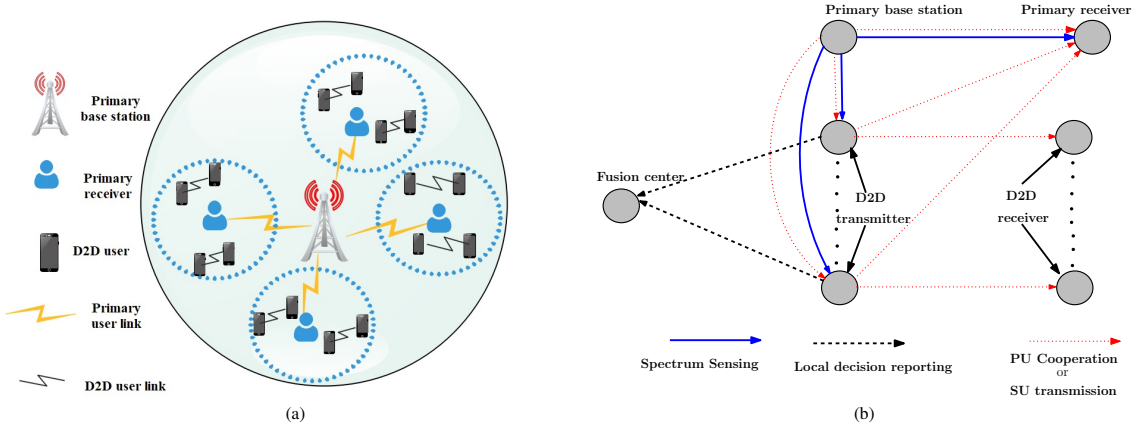 Primary
base station
Primary
receiver
D2D user
Primary
user link
D2D user link
(a)
Primary base station
Primary receiver
Fusion center
D2D
transmitter
D2D
receiver
Spectrum Sensing
Local decision reporting
PU Cooperation
or
SU transmission
(b)